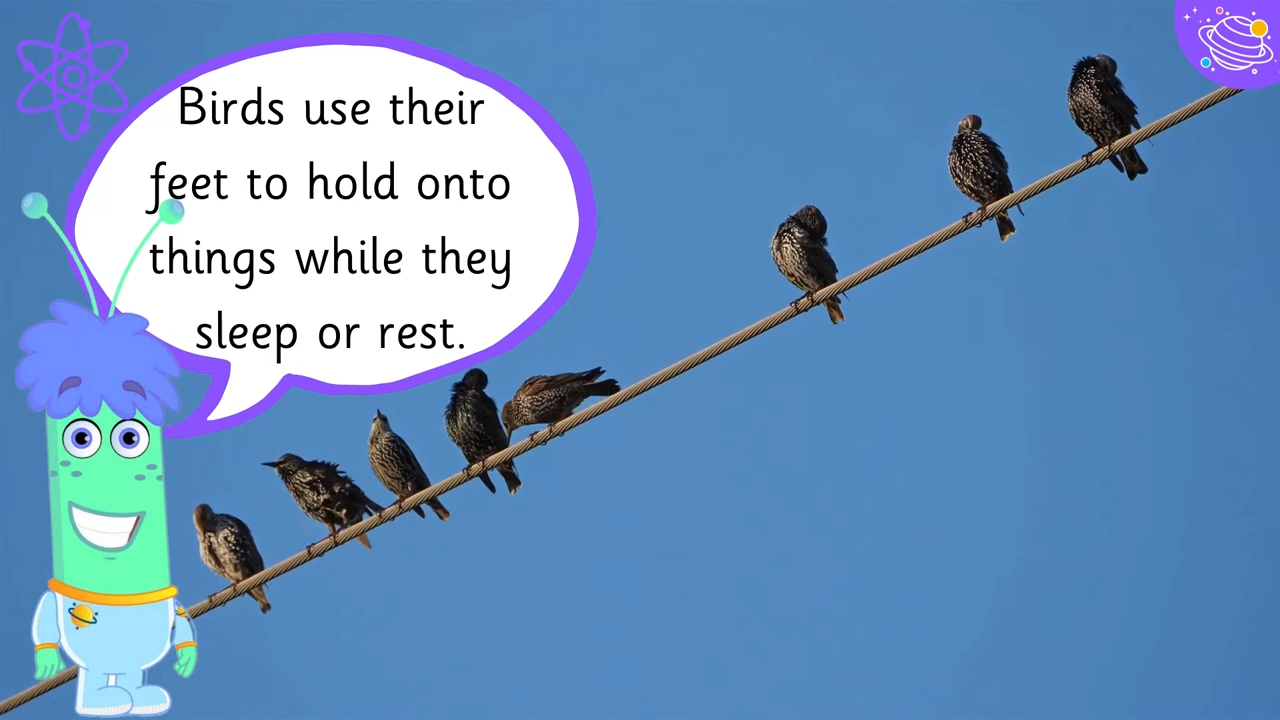 Birds use their
feet to hold onto
things while they
sleep or rest.